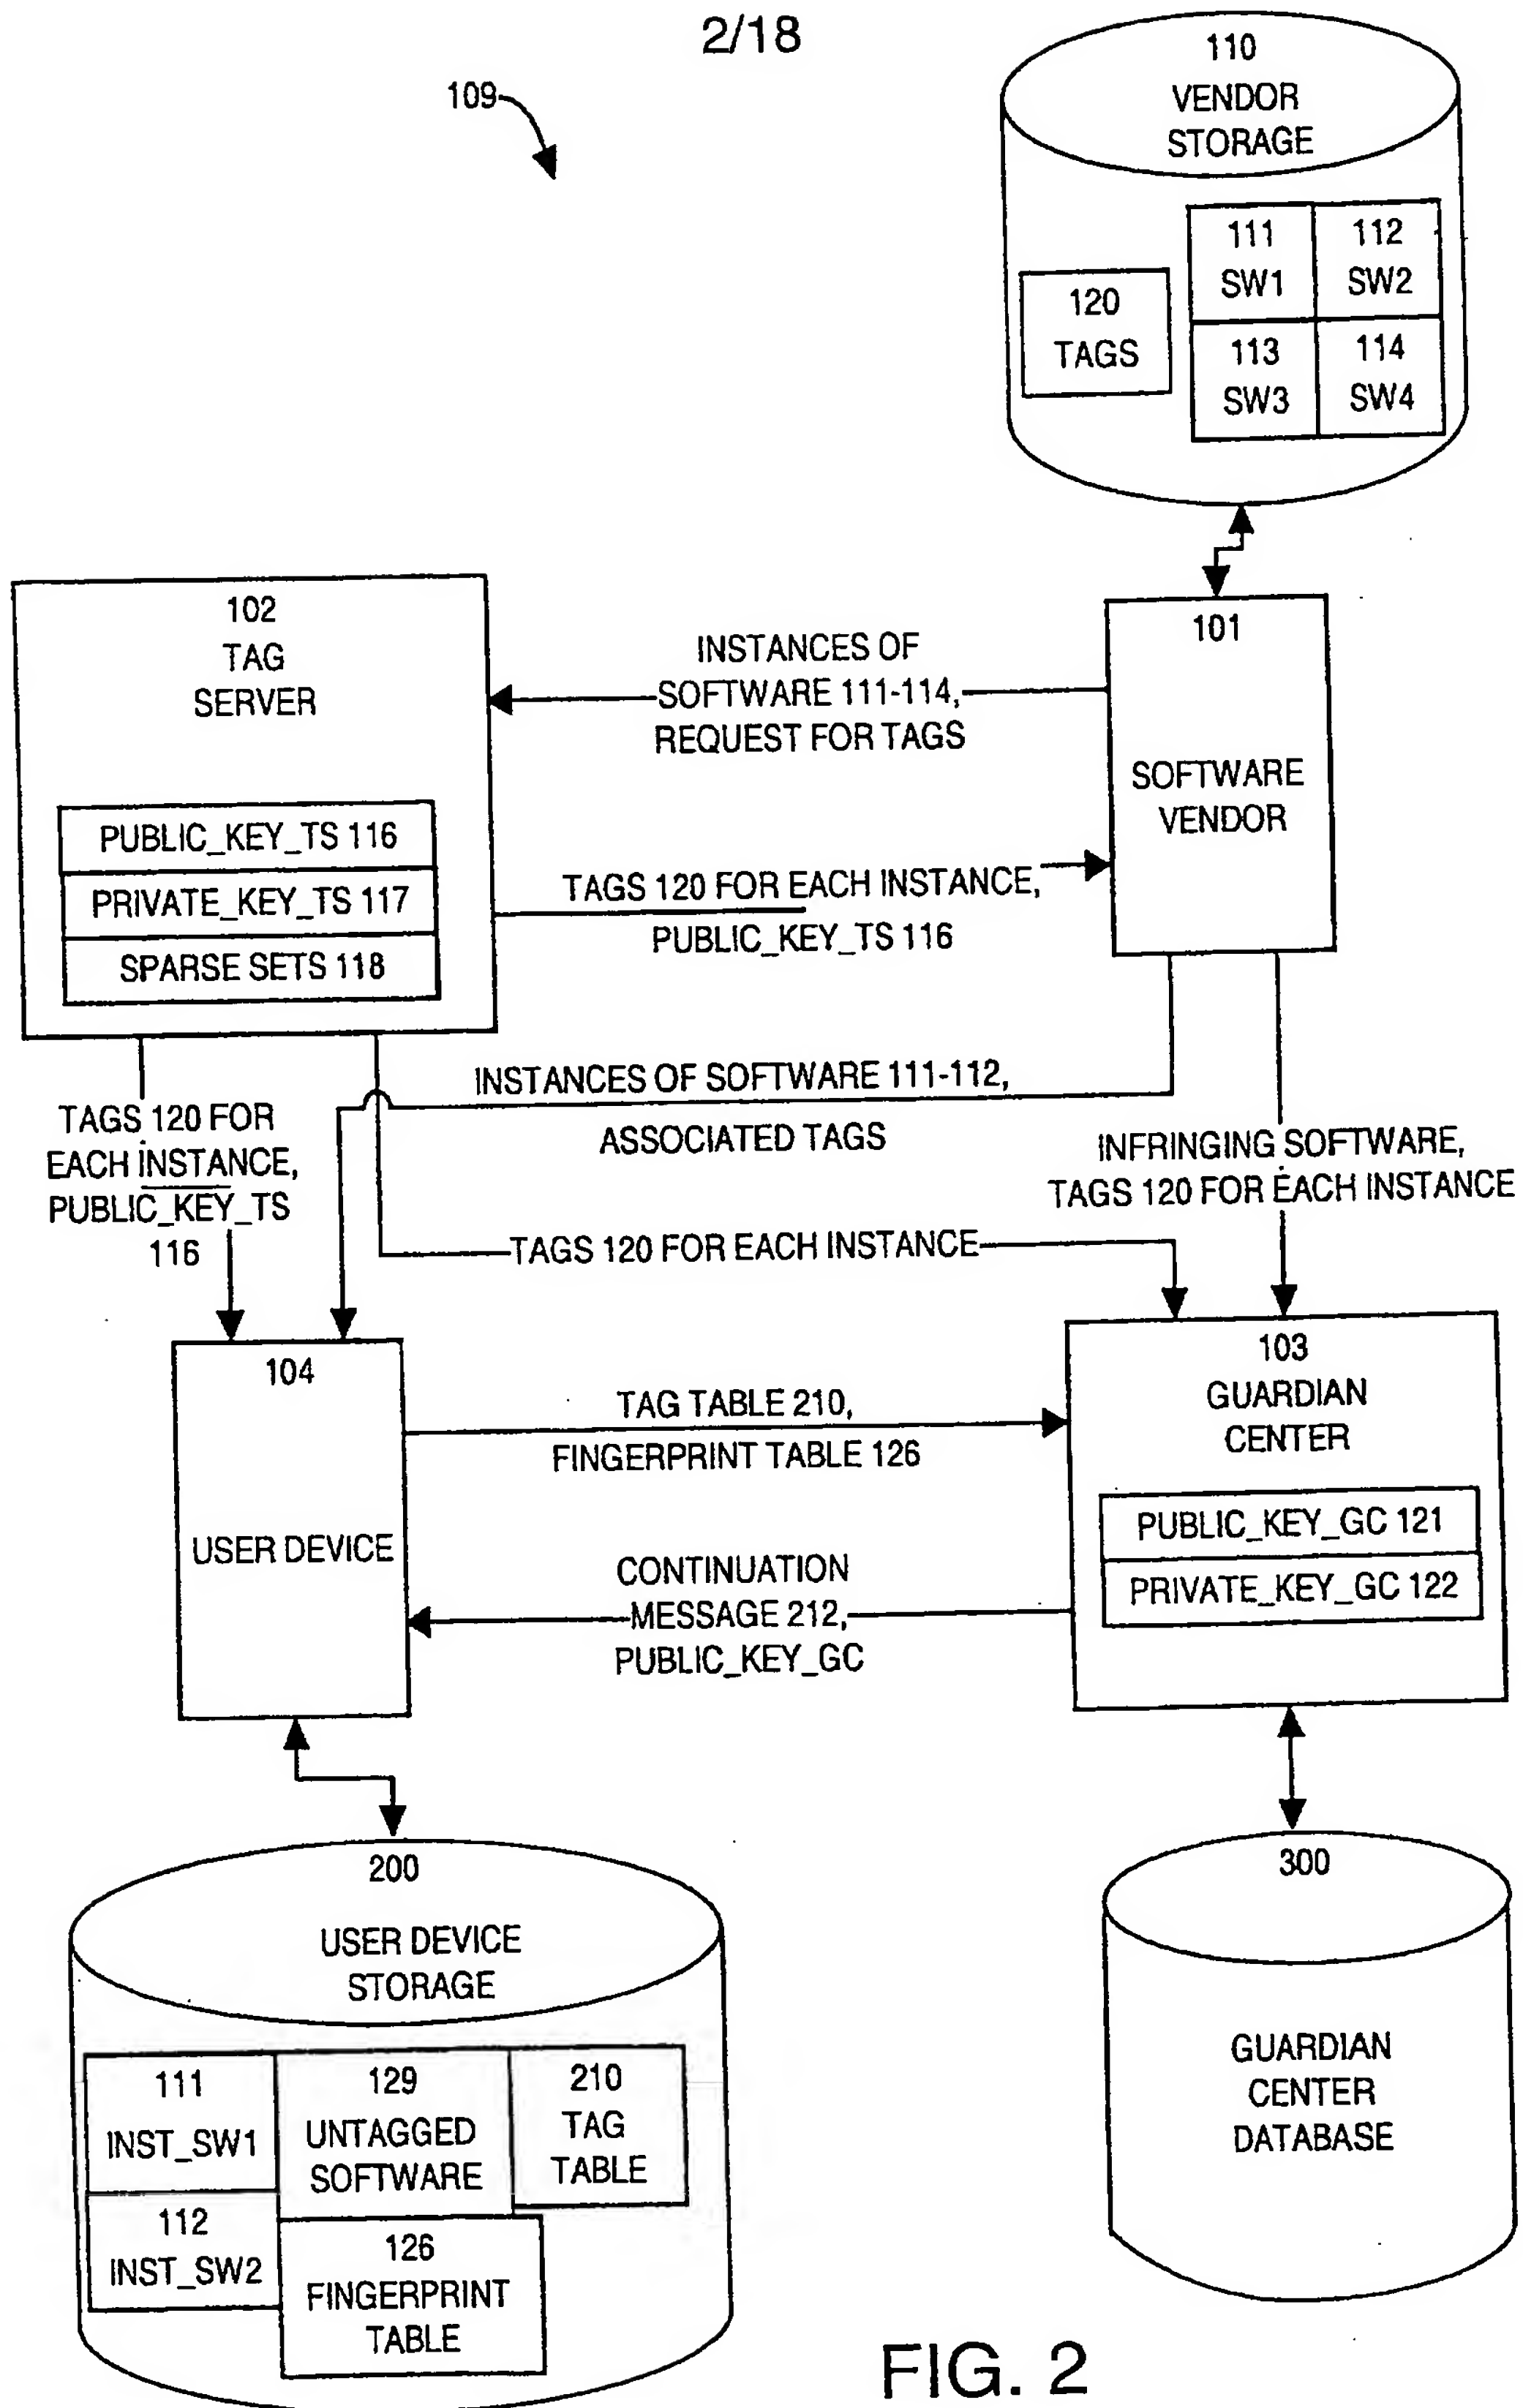 2/18
109
110
VENDOR
STORAGE
111
SW1
112
SW2
120
TAGS
113
SW3
114
SW4
102
TAG
SERVER
PUBLIC_KEY_TS 116
PRIVATE_KEY_TS 117
SPARSE SETS 118
INSTANCES OF
SOFTWARE 111-114,
REQUEST FOR TAGS
101
SOFTWARE
VENDOR
TAGS 120 FOR EACH INSTANCE,
PUBLIC_KEY_TS 116
INSTANCES OF SOFTWARE 111-112,
ASSOCIATED TAGS
TAGS 120 FOR
EACH INSTANCE,
PUBLIC_KEY_TS
116
INFRINGING SOFTWARE,
TAGS 120 FOR EACH INSTANCE
TAGS 120 FOR EACH INSTANCE
104
USER DEVICE
TAG TABLE 210,
FINGERPRINT TABLE 126
103
GUARDIAN
CENTER
PUBLIC_KEY_GC 121
PRIVATE_KEY_GC 122
CONTINUATION
MESSAGE 212,
PUBLIC_KEY_GC
200
USER DEVICE
STORAGE
111
INST_SW1
129
UNTAGGED
SOFTWARE
210
TAG
TABLE
112
INST_SW2
126
FINGERPRINT
TABLE
300
GUARDIAN
CENTER
DATABASE
FIG. 2